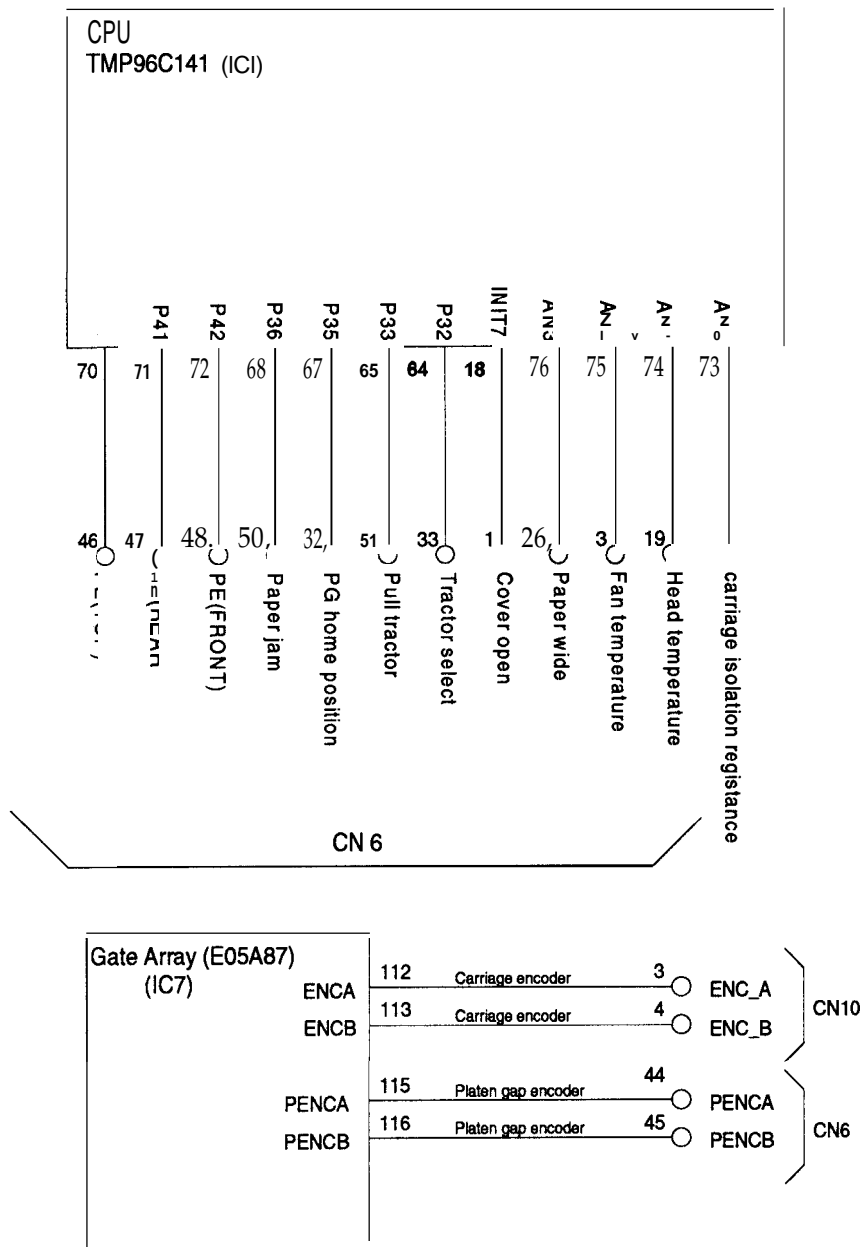 CPU
TMP96C141 (ICI)
P41
P42
P36
P35
P33
P32
INIT7
AN3
70
71
72
68
67
65
64
18
76
75
74
73
46
47
48.
50,
32,
51
33
1
26,
3
19
PE(FRONT)
Paper jam
PG home position
Pull tractor
Tractor select
Cover open
Paper wide
Fan temperature
Head temperature
carriage isolation registance
CN 6
Gate Array (E05A87)
(IC7)
ENCA 112 Carriage encoder 3 ENC_A
ENCB 113 Carriage encoder 4 ENC_B
CN10
PENCA 115 Platen gap encoder 44 PENCA
PENCB 116 Platen gap encoder 45 PENCB
CN6